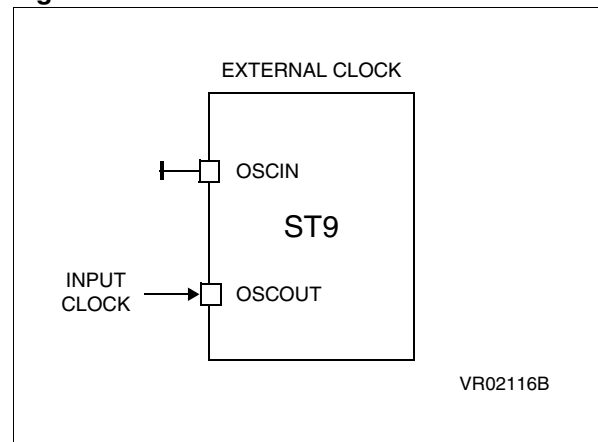 EXTERNAL CLOCK
OSCIN
ST9
INPUT
CLOCK
OSCOUT
VR02116B